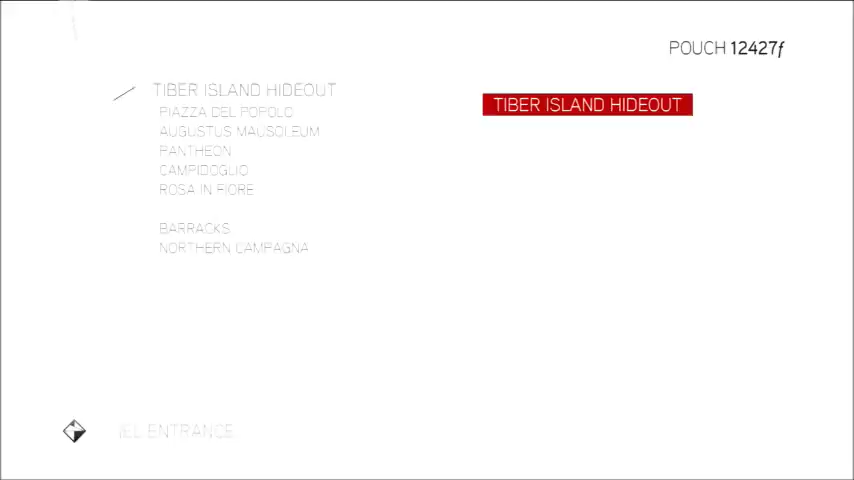 POUCH 12427f
TIBER ISLAND HIDEOUT
PIAZZA DEL POPOLO
AUGUSTUS MAUSOLEUM
PANTHEON
CAMPIDOGLIO
ROSA IN FIORE
BARRACKS
NORTHERN CAMPAGNA
TIBER ISLAND HIDEOUT
ENTRANCE